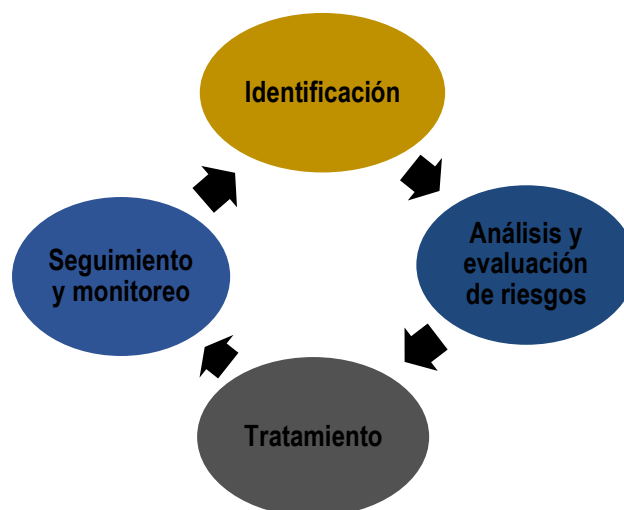 Identificación
Análisis y
evaluación
de riesgos
Tratamiento
Seguimiento
y monitoreo